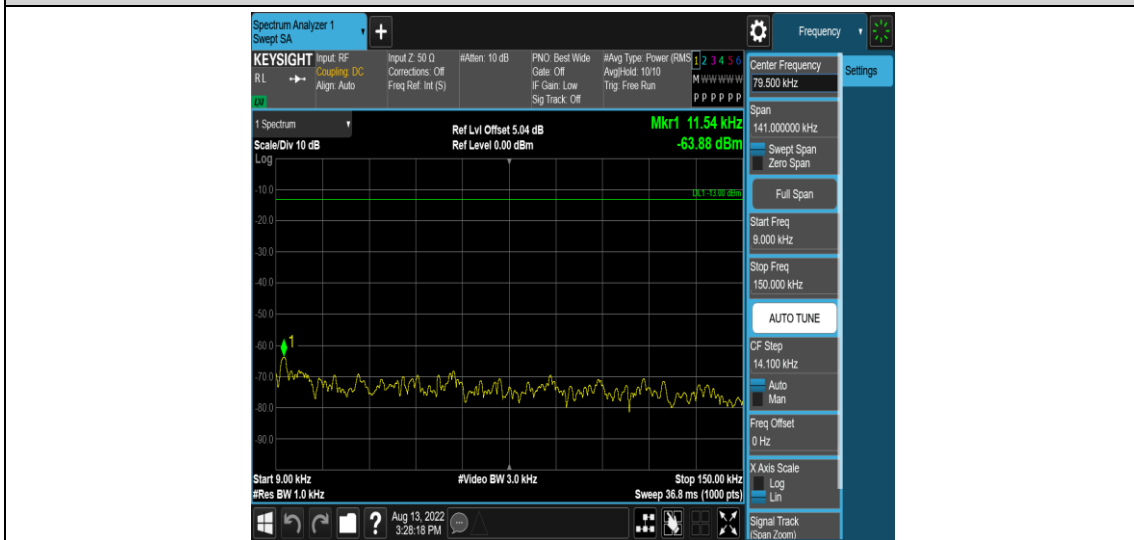 Spectrum Analyzer 1
Swept SA
+
Frequency
KEYSIGHT
RL
LXI
Input: RF
Coupling: DC
Align: Auto
Input Z: 50 Ω
Corrections: Off
Freq Ref: Int (S)
#Atten: 10 dB
PNO: Best Wide
Gate: Off
IF Gain: Low
Sig Track: Off
#Avg Type: Power (RMS
Avg|Hold: 10/10
Trig: Free Run
1 2 3 4 5 6
M W W W W W
P P P P P P
1 Spectrum
Scale/Div 10 dB
Ref Lvl Offset 5.04 dB
Ref Level 0.00 dBm
Mkr1 11.54 kHz
-63.88 dBm
Log
-10.0
DL1 -13.00 dBm
-20.0
-30.0
-40.0
-50.0
-60.0
1
-70.0
-80.0
-90.0
Start 9.00 kHz
#Video BW 3.0 kHz
Stop 150.00 kHz
#Res BW 1.0 kHz
Sweep 36.8 ms (1000 pts)
Center Frequency
79.500 kHz
Settings
Span
141.000000 kHz
Swept Span
Zero Span
Full Span
Start Freq
9.000 kHz
Stop Freq
150.000 kHz
AUTO TUNE
CF Step
14.100 kHz
Auto
Man
Freq Offset
0 Hz
X Axis Scale
Log
Lin
Signal Track
(Span Zoom)
?
Aug 13, 2022
3:28:18 PM